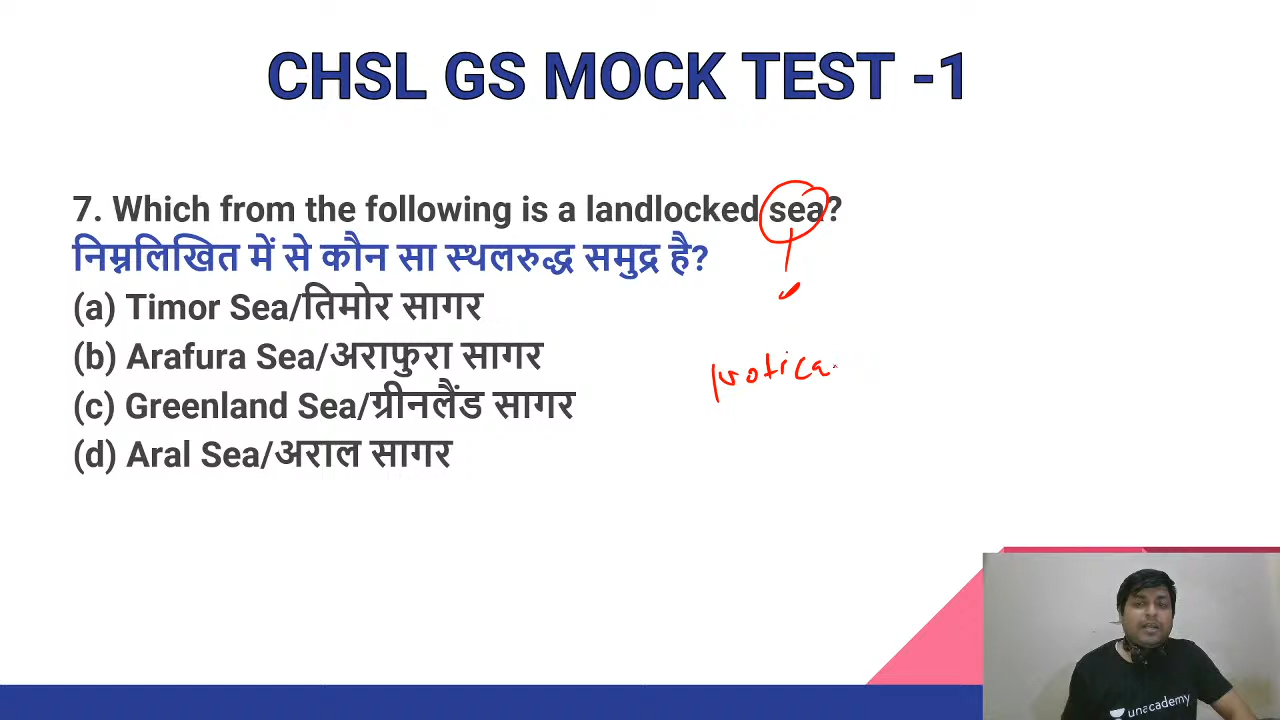 CHSL GS MOCK TEST -1
7. Which from the following is a landlocked sea?
निम्नलिखित में से कौन सा स्थलरुद्ध समुद्र है?
(a) Timor Sea/तिमोर सागर
(b) Arafura Sea/अराफुरा सागर
(c) Greenland Sea/ग्रीनलैंड सागर
(d) Aral Sea/अराल सागर
unacademy